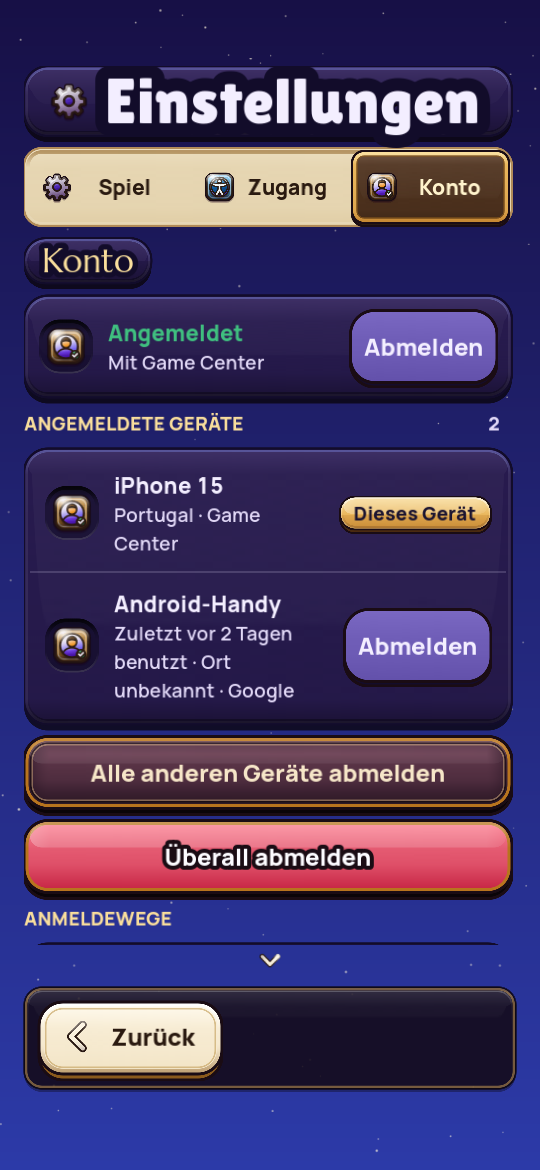 Einstellungen
Spiel
Zugang
Konto
Konto
Angemeldet
Mit Game Center
Abmelden
ANGEMELDETE GERÄTE
2
iPhone 15
Portugal · Game
Center
Dieses Gerät
Android-Handy
Zuletzt vor 2 Tagen
benutzt · Ort
unbekannt · Google
Abmelden
Alle anderen Geräte abmelden
Überall abmelden
ANMELDEWEGE
Zurück